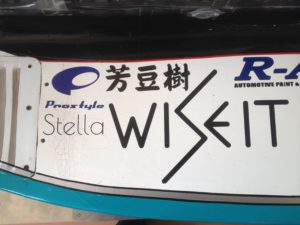 芳豆樹
R-A
AUTOMOTIVE PAINT &
Prostyle
Stella
WISEIT